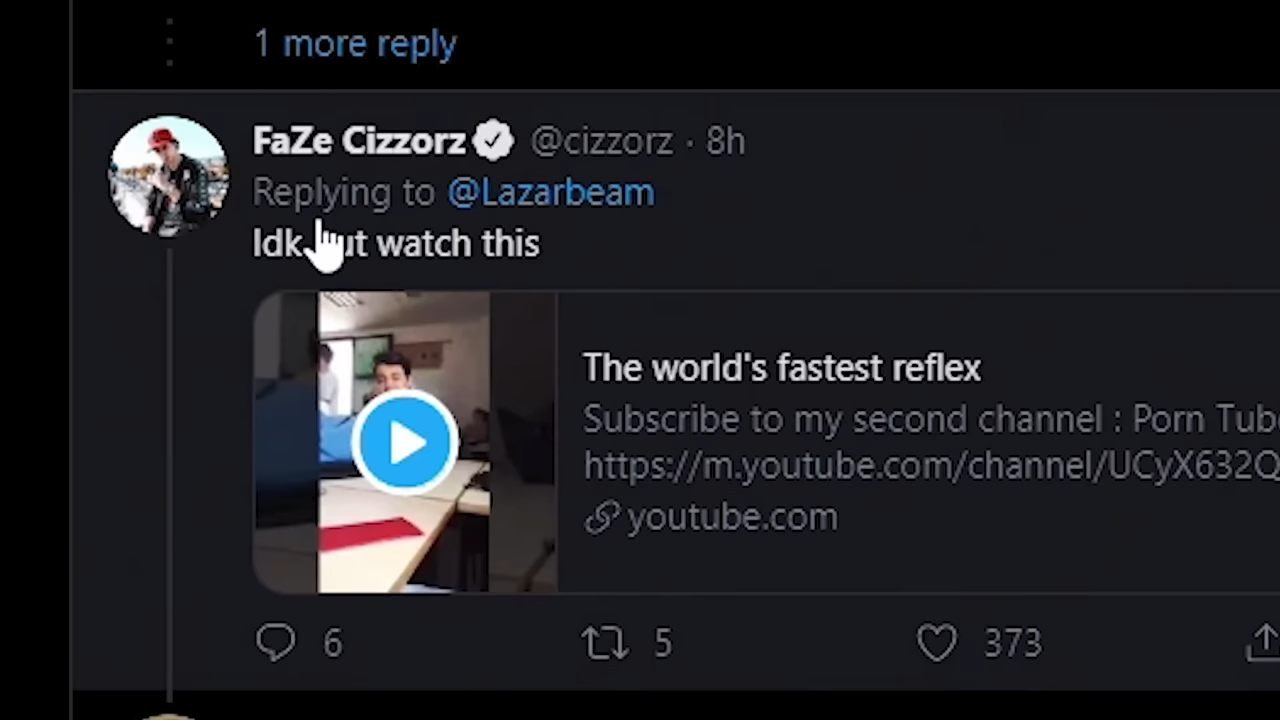 1 more reply
FaZe Cizzorz @cizzorz · 8h
Replying to @Lazarbeam
Idk watch this
The world's fastest reflex
Subscribe to my second channel : Porn Tub
https://m.youtube.com/channel/UCyX632Q
youtube.com
6 5 373